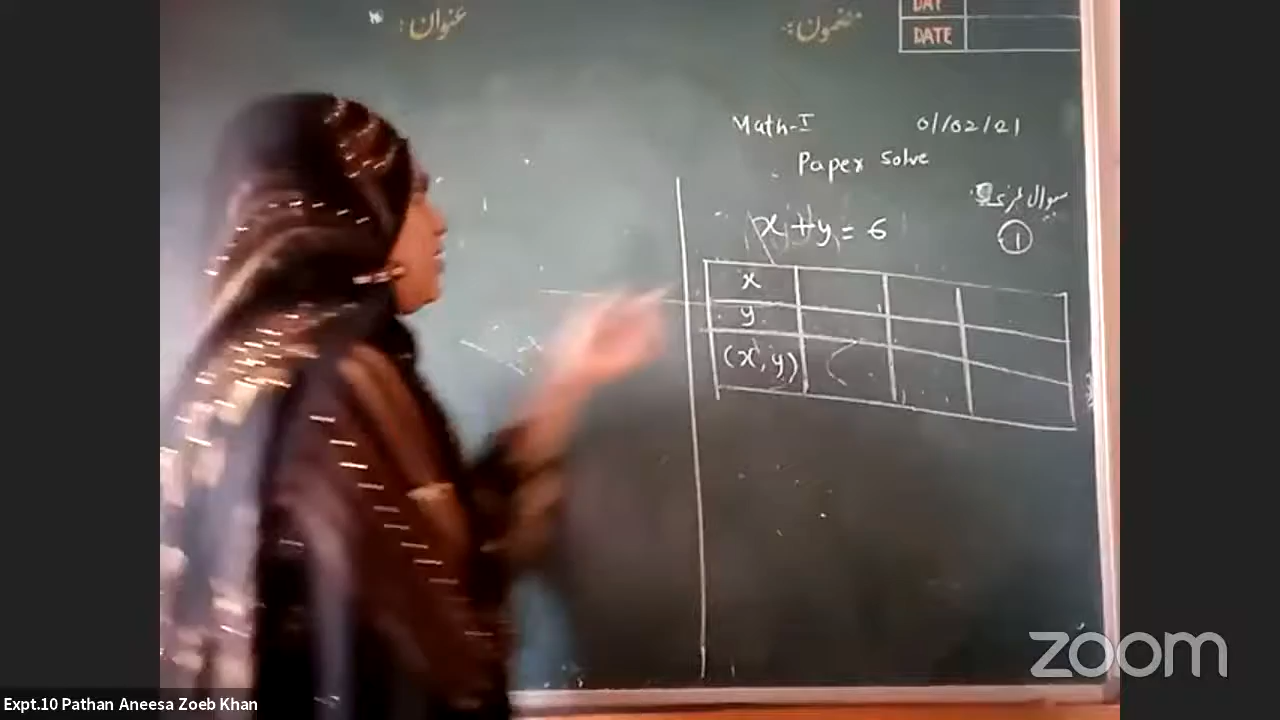 عنوان:
مضمون:
DAY
DATE
Math-I 01/02/21
Paper Solve
سوال نمبر
1
x + y = 6
x
y
(x, y) (
zoom
Expt.10 Pathan Aneesa Zoeb Khan